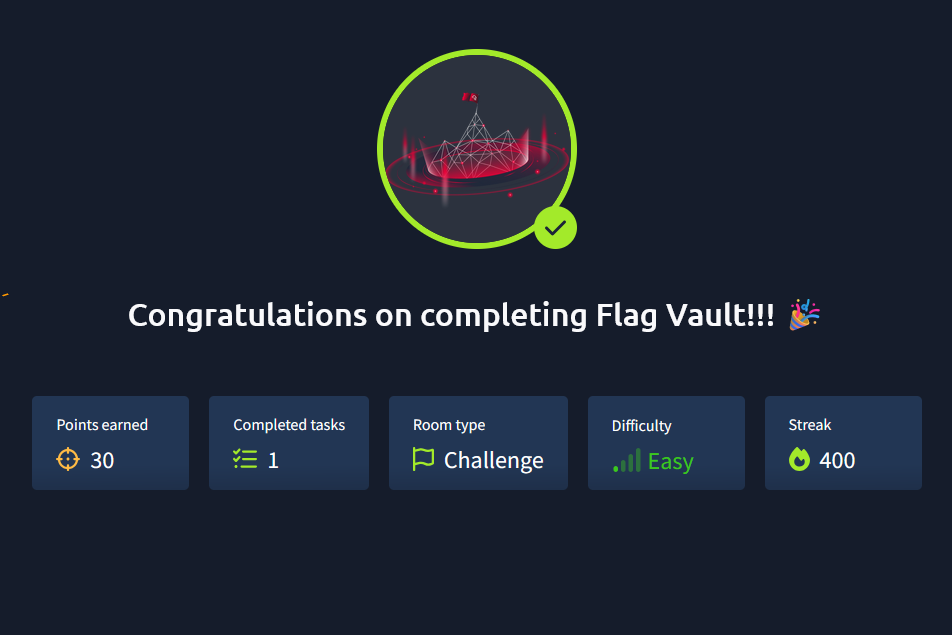 Congratulations on completing Flag Vault!!! 🎉
Points earned
30
Completed tasks
1
Room type
Challenge
Difficulty
Easy
Streak
400